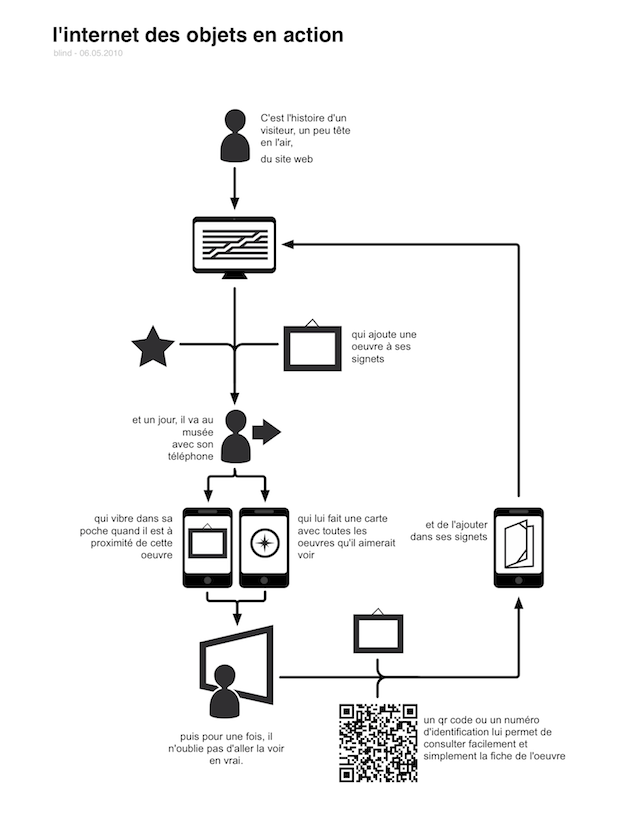 l'internet des objets en action
blind - 06.05.2010
C'est l'histoire d'un
visiteur, un peu tête
en l'air,
du site web
qui ajoute une
oeuvre à ses
signets
et un jour, il va au
musée
avec son
téléphone
qui vibre dans sa
poche quand il est à
proximité de cette
oeuvre
qui lui fait une carte
avec toutes les
oeuvres qu'il aimerait
voir
et de l'ajouter
dans ses signets
puis pour une fois, il
n'oublie pas d'aller la voir
en vrai.
un qr code ou un numéro
d'identification lui permet de
consulter facilement et
simplement la fiche de l'oeuvre